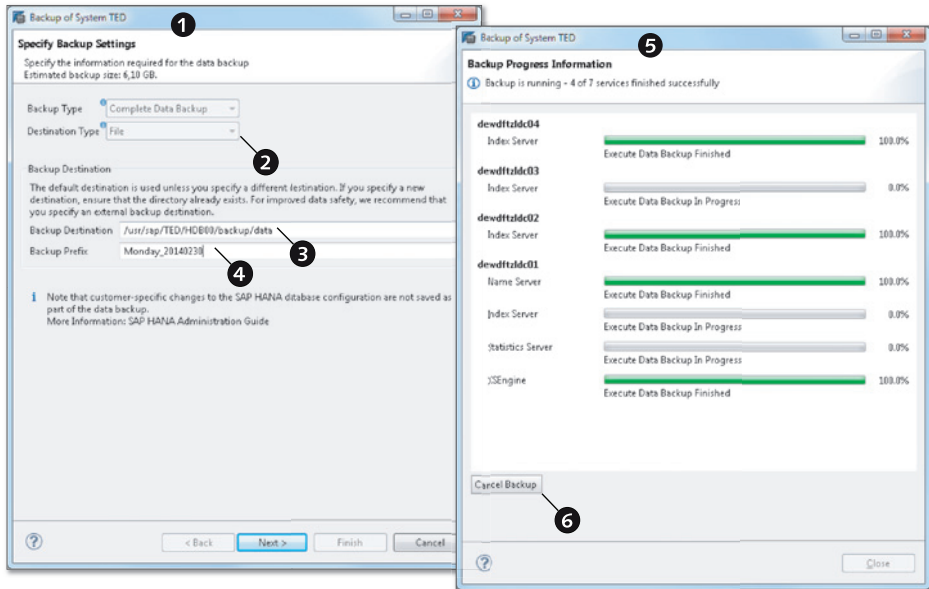 Backup of System TED
1
Specify Backup Settings
Specify the information required for the data backup
Estimated backup size: 6,10 GB.
Backup Type
Complete Data Backup
Destination Type
File
2
Backup Destination
The default destination is used unless you specify a different destination. If you specify a new
destination, ensure that the directory already exists. For improved data safety, we recommend that
you specify an external backup destination.
Backup Destination
/usr/sap/TED/HDB00/backup/data
3
Backup Prefix
Monday_20140230
4
i Note that customer-specific changes to the SAP HANA database configuration are not saved as
part of the data backup.
More Information: SAP HANA Administration Guide
?
< Back
Next >
Finish
Cancel
Backup of System TED
5
Backup Progress Information
i Backup is running - 4 of 7 services finished successfully
dewdftzldc04
Index Server
100.0%
Execute Data Backup Finished
dewdftzldc03
Index Server
0.0%
Execute Data Backup In Progress
dewdftzldc02
Index Server
100.0%
Execute Data Backup Finished
dewdftzldc01
Name Server
100.0%
Execute Data Backup Finished
Index Server
0.0%
Execute Data Backup In Progress
Statistics Server
0.0%
Execute Data Backup In Progress
XSEngine
100.0%
Execute Data Backup Finished
Cancel Backup
6
?
Close